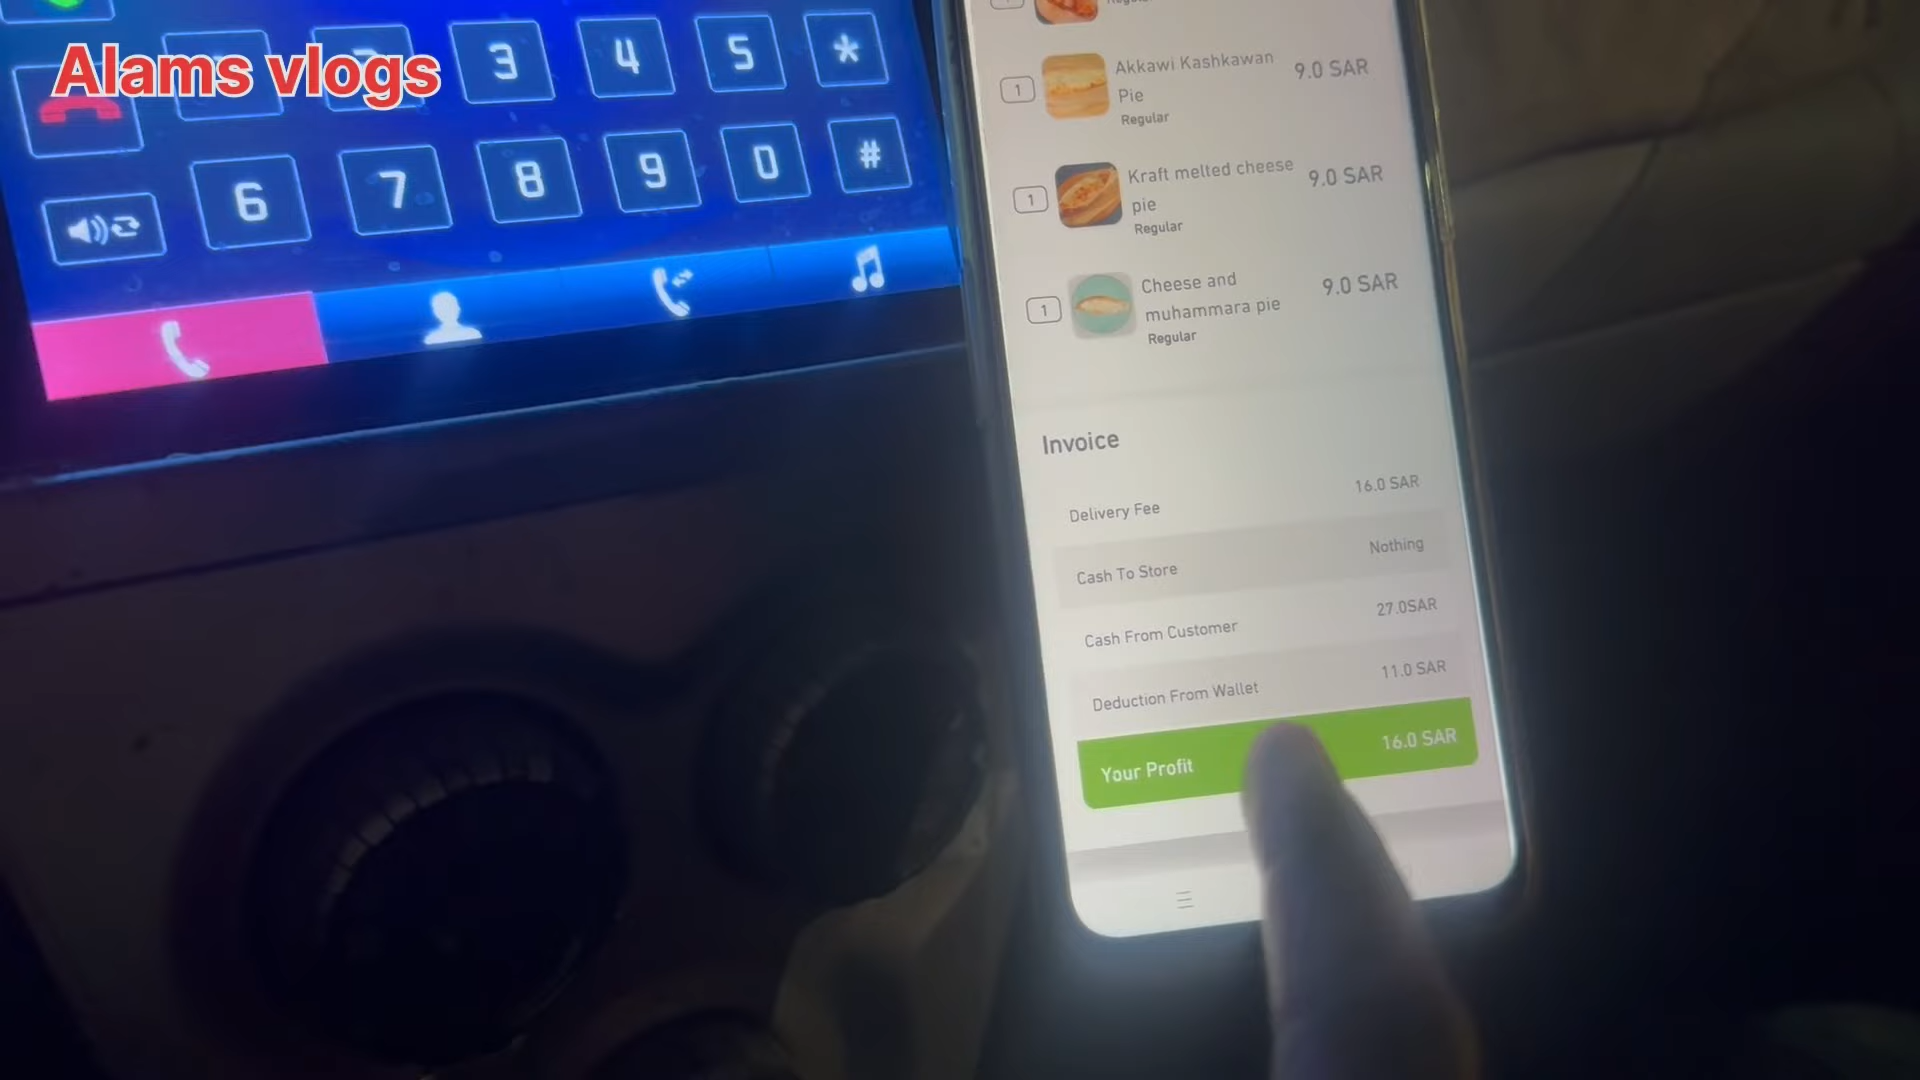 Alams vlogs
3
4
5
*
6
7
8
9
0
#
1
Akkawi Kashkawan
Pie
Regular
9.0 SAR
1
Kraft melted cheese
pie
Regular
9.0 SAR
1
Cheese and
muhammara pie
Regular
9.0 SAR
Invoice
Delivery Fee
16.0 SAR
Cash To Store
Nothing
Cash From Customer
27.0SAR
Deduction From Wallet
11.0 SAR
Your Profit
16.0 SAR